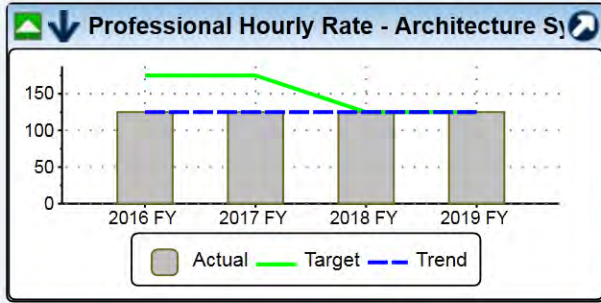 Professional Hourly Rate - Architecture Sy
150
100
50
0
2016 FY 2017 FY 2018 FY 2019 FY
Actual Target Trend